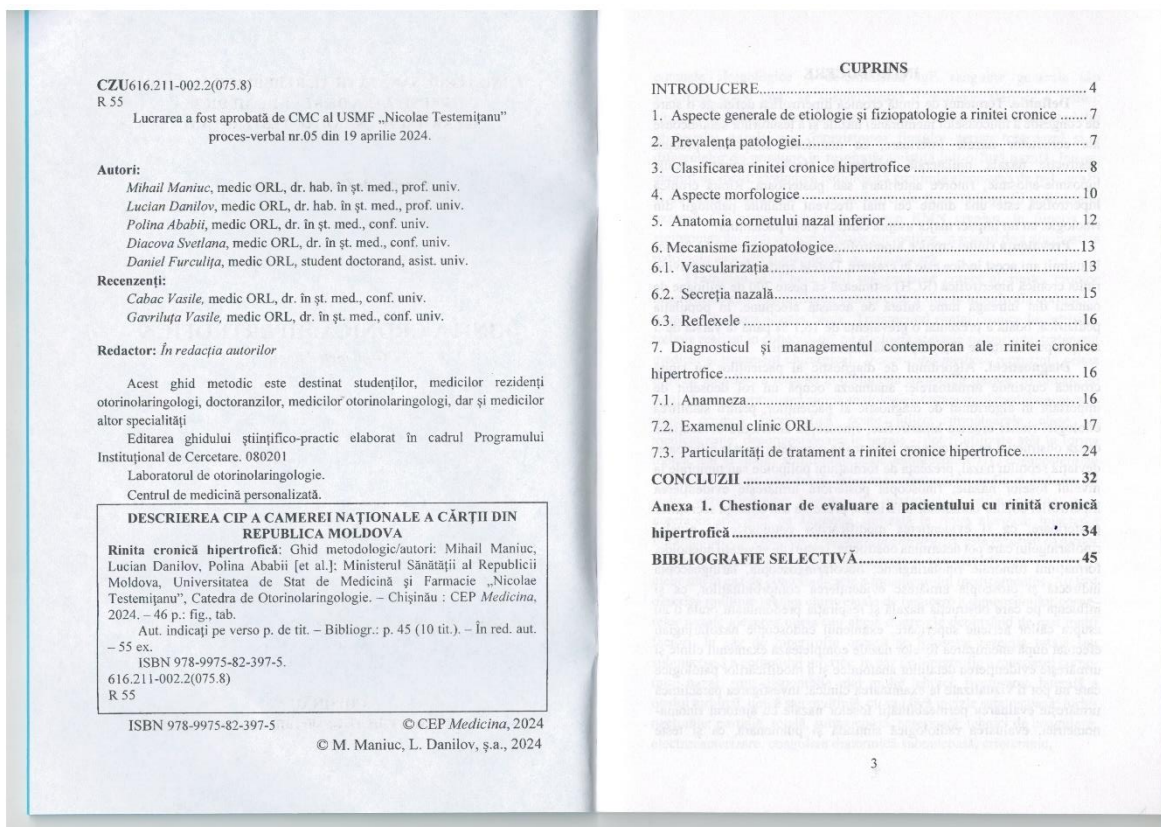 CZU616.211-002.2(075.8)
R 55
Lucrarea a fost aprobată de CMC al USMF „Nicolae Testemițanu”
proces-verbal nr.05 din 19 aprilie 2024.
Autori:
Mihail Maniuc, medic ORL, dr. hab. în șt. med., prof. univ.
Lucian Danilov, medic ORL, dr. hab. în șt. med., prof. univ.
Polina Ababii, medic ORL, dr. în șt. med., conf. univ.
Diacova Svetlana, medic ORL, dr. în șt. med., conf. univ.
Daniel Furculița, medic ORL, student doctorand, asist. univ.
Recenzenți:
Cabac Vasile, medic ORL, dr. în șt. med., conf. univ.
Gavriluța Vasile, medic ORL, dr. în șt. med., conf. univ.
Redactor: În redacția autorilor
Acest ghid metodic este destinat studenților, medicilor rezidenți
otorinolaringologi, doctoranzilor, medicilor otorinolaringologi, dar și medicilor
altor specialități
Editarea ghidului științifico-practic elaborat în cadrul Programului
Instituțional de Cercetare. 080201
Laboratorul de otorinolaringologie.
Centrul de medicină personalizată.
DESCRIEREA CIP A CAMEREI NAȚIONALE A CĂRȚII DIN
REPUBLICA MOLDOVA
Rinita cronică hipertrofică: Ghid metodologic/autori: Mihail Maniuc,
Lucian Danilov, Polina Ababii [et al.]; Ministerul Sănătății al Republicii
Moldova, Universitatea de Stat de Medicină și Farmacie „Nicolae
Testemițanu”, Catedra de Otorinolaringologie. – Chișinău : CEP Medicina,
2024. – 46 p.: fig., tab.
Aut. indicați pe verso p. de tit. – Bibliogr.: p. 45 (10 tit.). – În red. aut.
– 55 ex.
ISBN 978-9975-82-397-5.
616.211-002.2(075.8)
R 55
ISBN 978-9975-82-397-5 © CEP Medicina, 2024
© M. Maniuc, L. Danilov, ș.a., 2024
CUPRINS
INTRODUCERE.......... 4
1. Aspecte generale de etiologie și fiziopatologie a rinitei cronice ....... 7
2. Prevalența patologiei.......... 7
3. Clasificarea rinitei cronice hipertrofice .......... 8
4. Aspecte morfologice.......... 10
5. Anatomia cornetului nazal inferior.......... 12
6. Mecanisme fiziopatologice..........13
6.1. Vascularizația.......... 13
6.2. Secreția nazală.......... 15
6.3. Reflexele .......... 16
7. Diagnosticul și managementul contemporan ale rinitei cronice
hipertrofice.......... 16
7.1. Anamneza.......... 16
7.2. Examenul clinic ORL.......... 17
7.3. Particularități de tratament a rinitei cronice hipertrofice.......... 24
CONCLUZII .......... 32
Anexa 1. Chestionar de evaluare a pacientului cu rinită cronică
hipertrofică.......... 34
BIBLIOGRAFIE SELECTIVĂ.......... 45
3